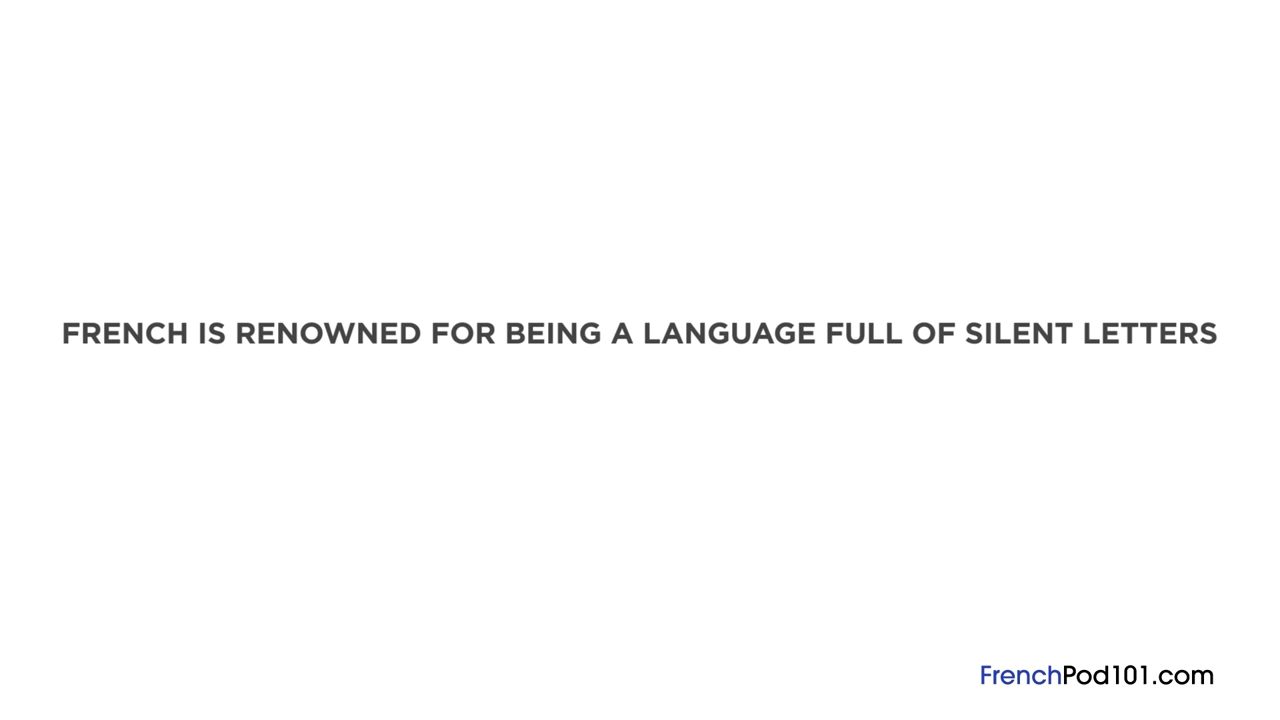 FRENCH IS RENOWNED FOR BEING A LANGUAGE FULL OF SILENT LETTERS
FrenchPod101.com